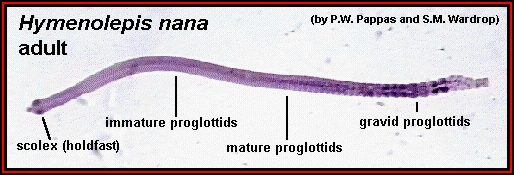 Hymenolepis nana
adult
(by P.W. Pappas and S.M. Wardrop)
immature proglottids
gravid proglottids
scolex (holdfast)
mature proglottids